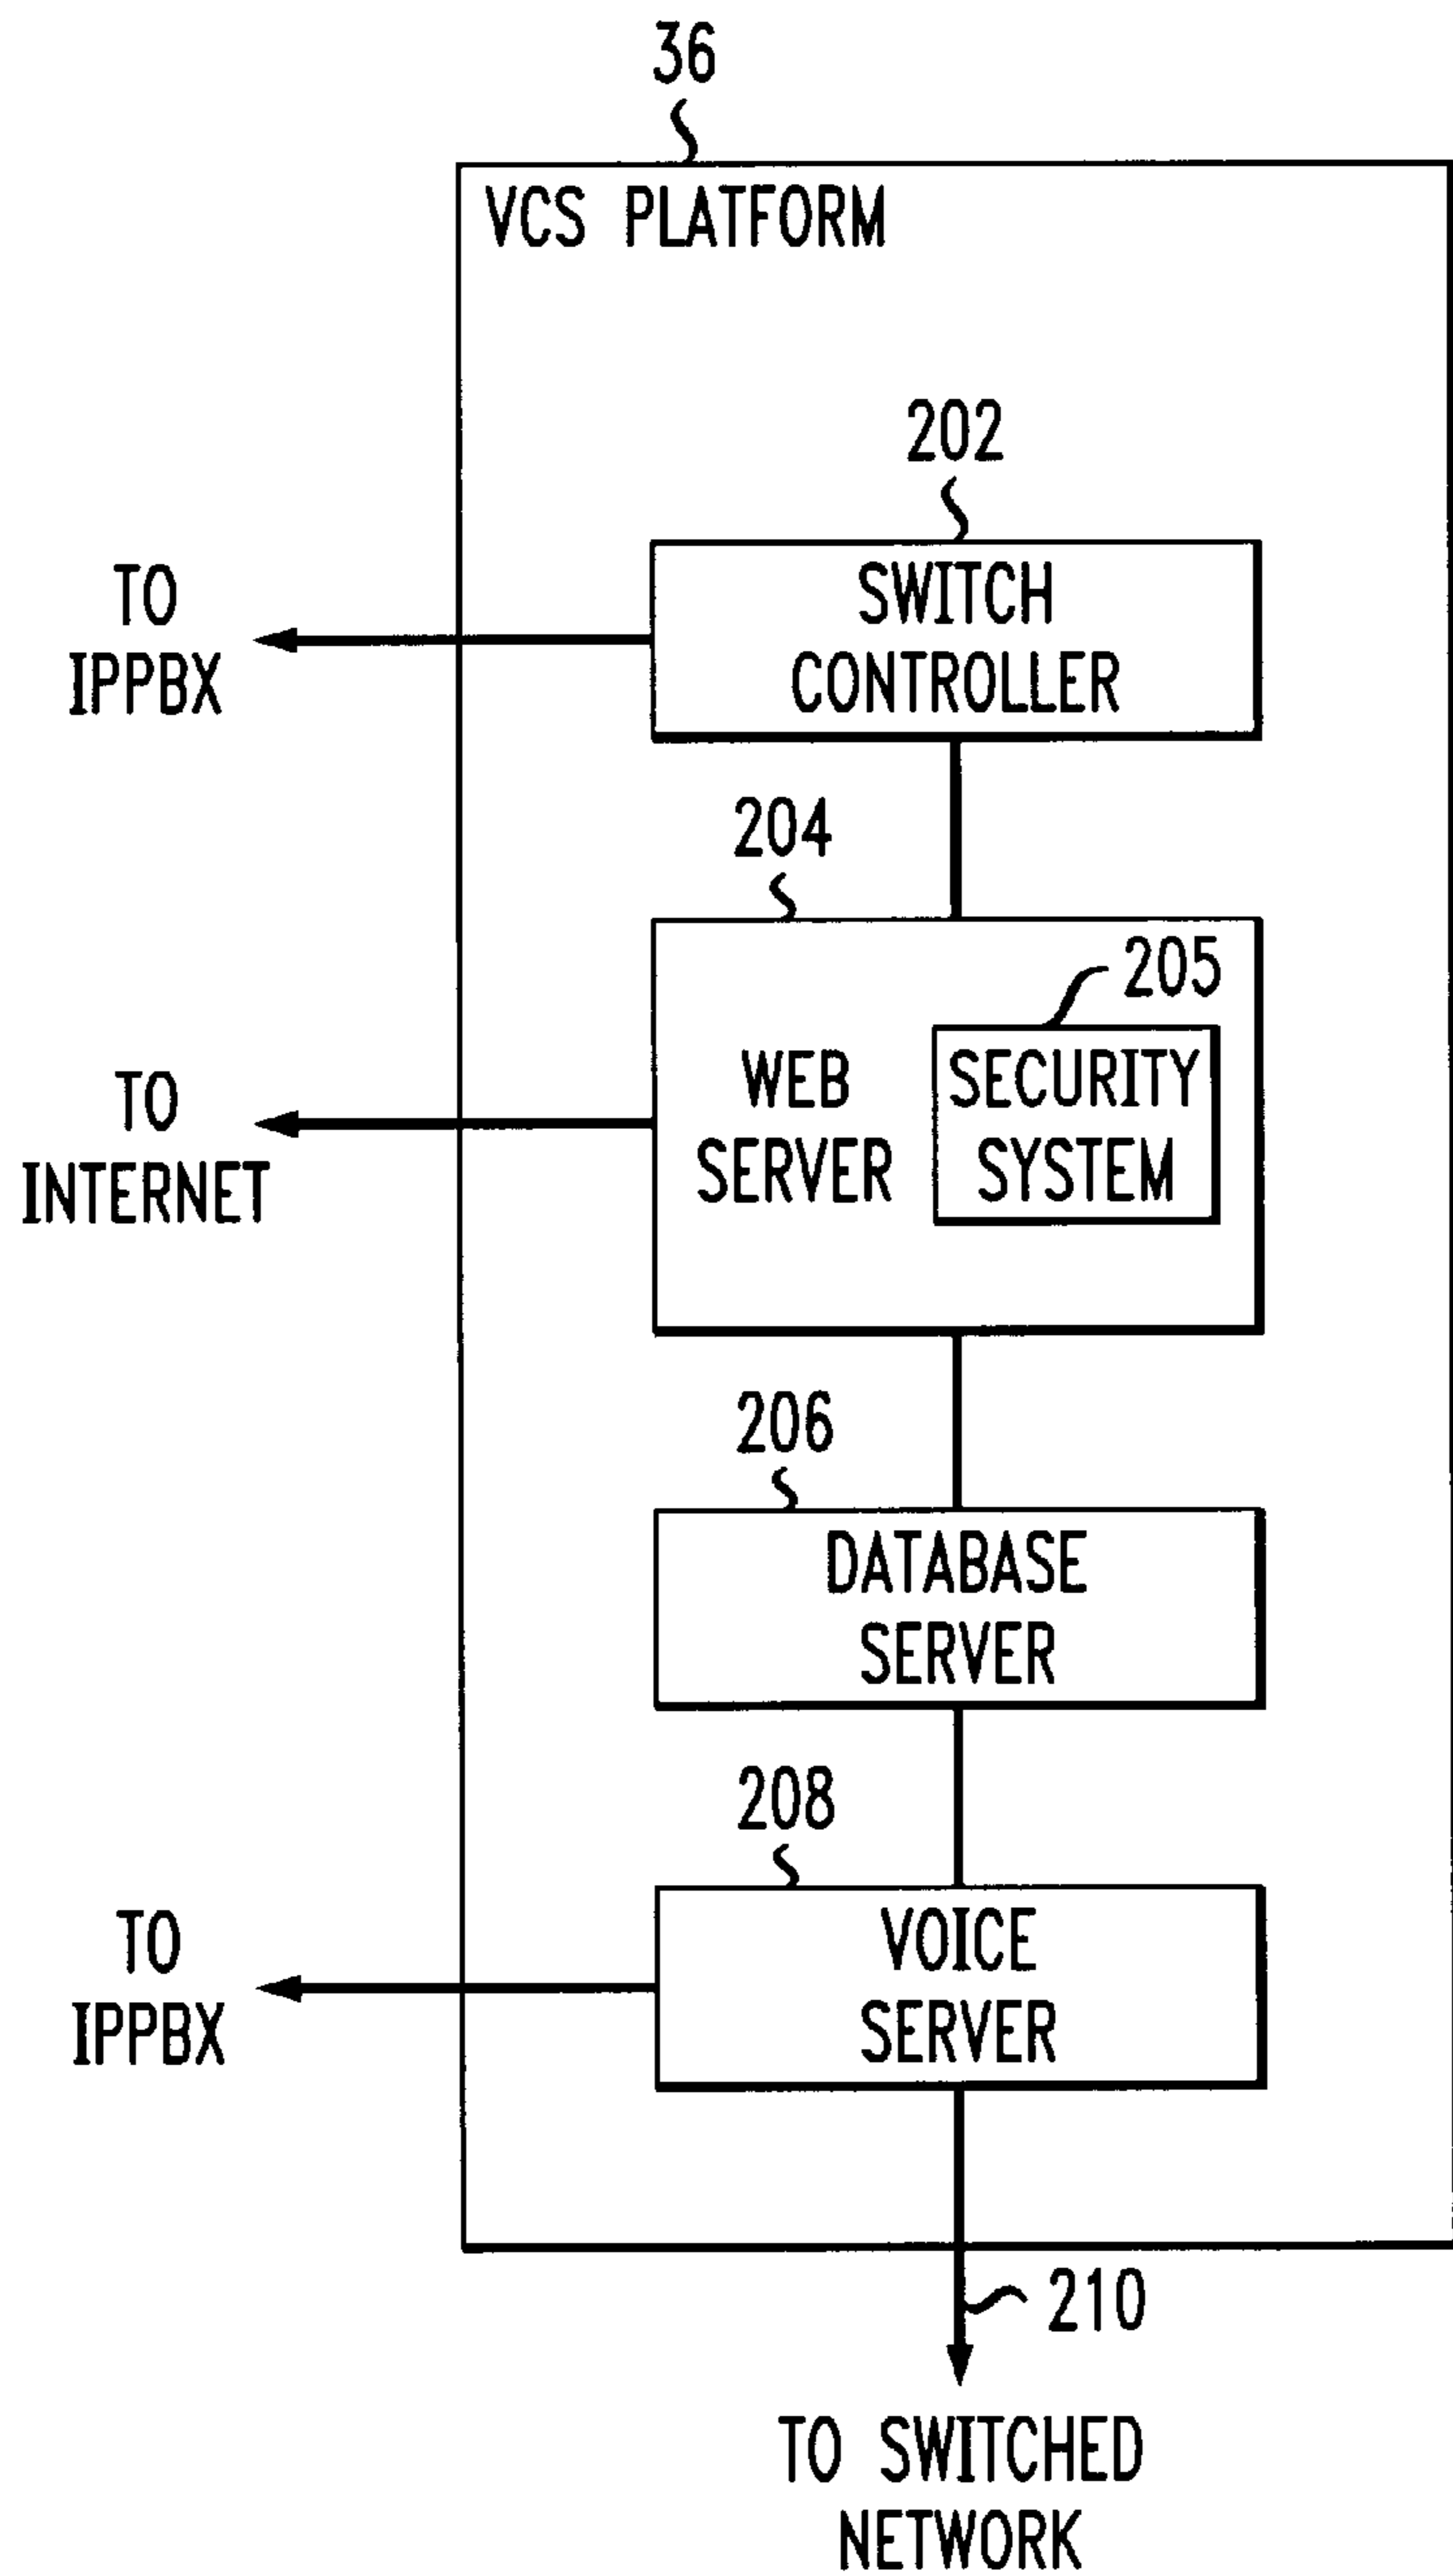 36
VCS PLATFORM
202
SWITCH
CONTROLLER
TO
IPPBX
204
205
WEB
SERVER
SECURITY
SYSTEM
TO
INTERNET
206
DATABASE
SERVER
208
VOICE
SERVER
TO
IPPBX
210
TO SWITCHED
NETWORK